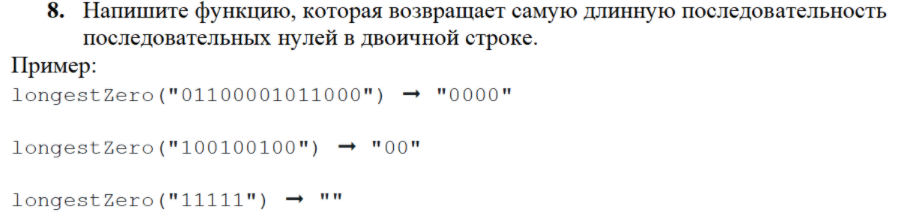 8. Напишите функцию, которая возвращает самую длинную последовательность
последовательных нулей в двоичной строке.
Пример:
longestZero("01100001011000") ➞ "0000"
longestZero("100100100") ➞ "00"
longestZero("11111") ➞ ""